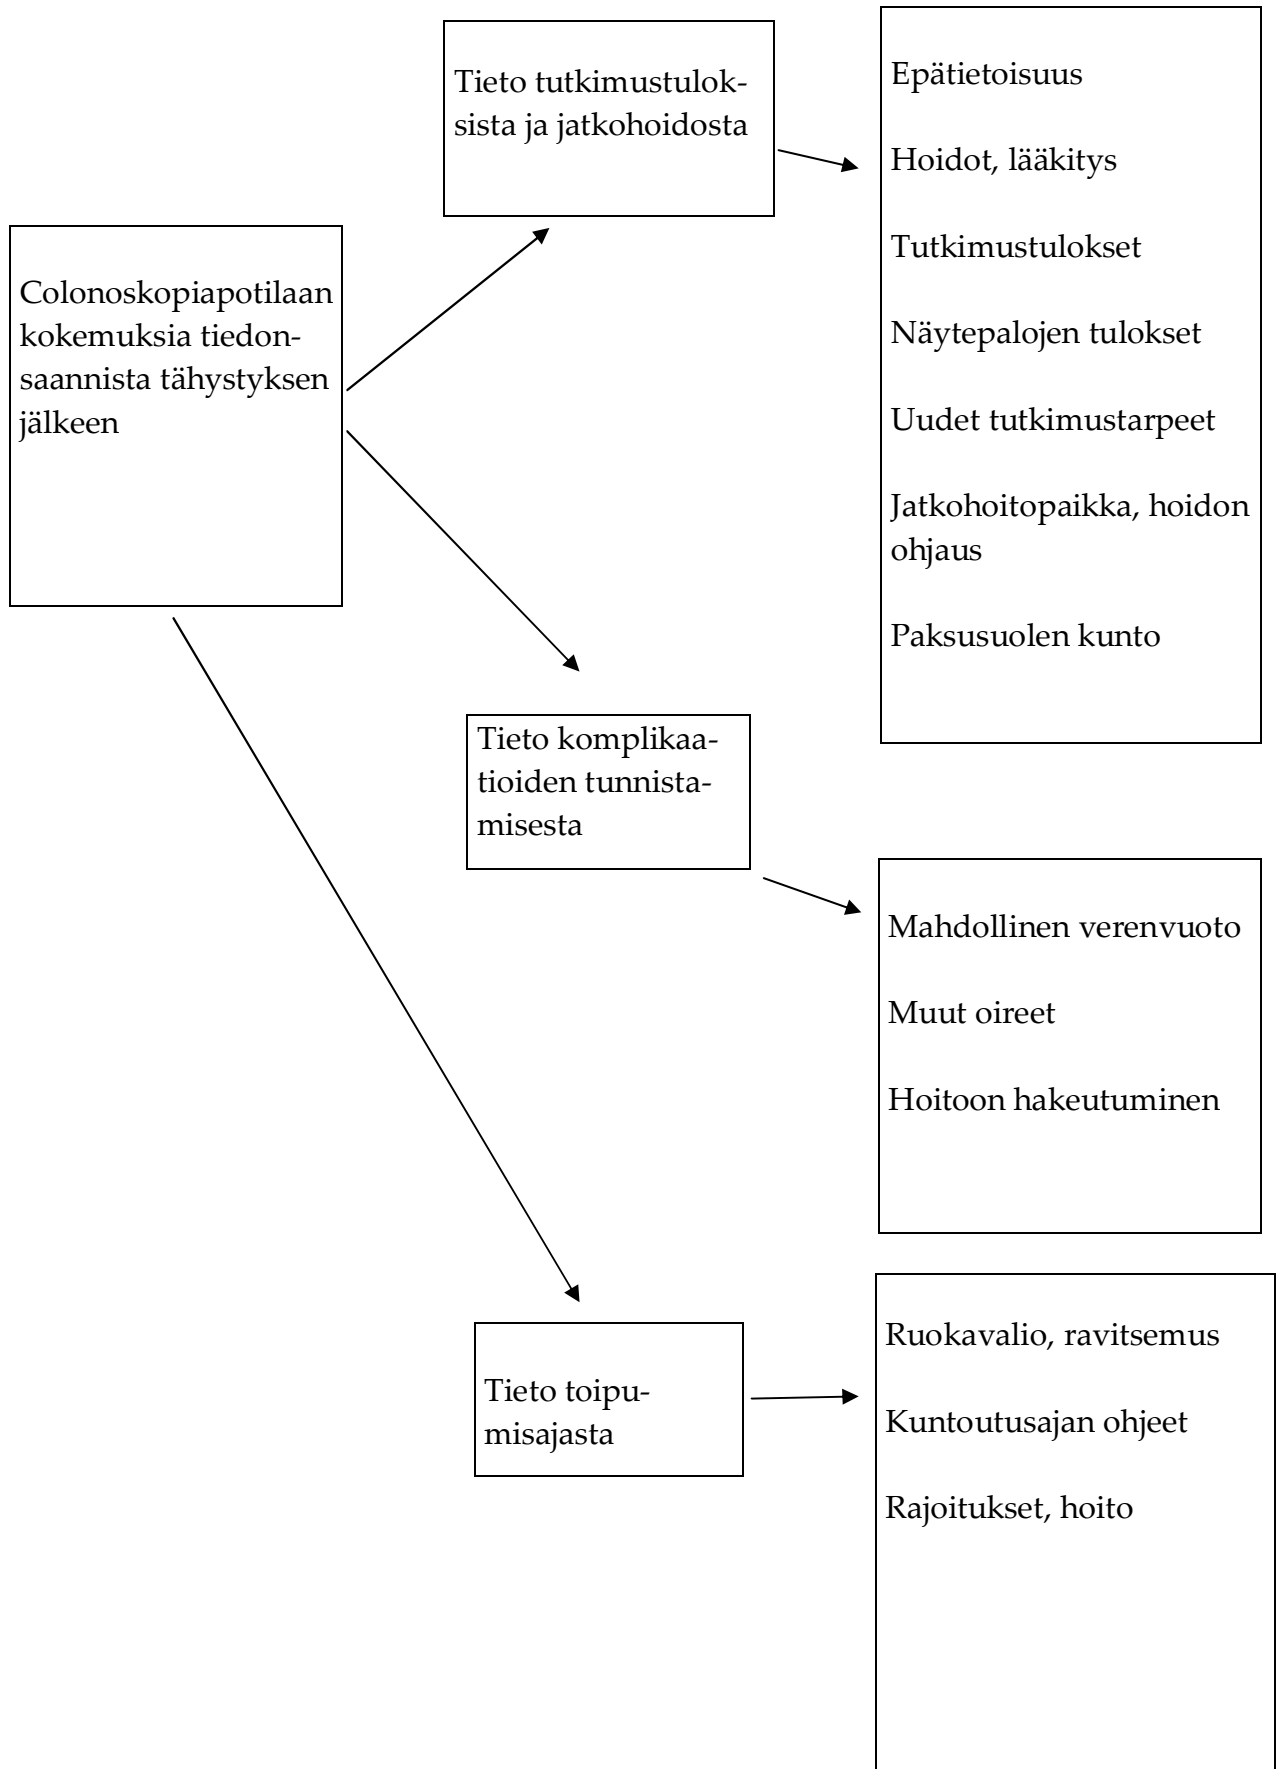 Colonoskopiapotilaan
kokemuksia tiedon-
saannista tähystyksen
jälkeen
Tieto tutkimustulok-
sista ja jatkohoidosta
Epätietoisuus
Hoidot, lääkitys
Tutkimustulokset
Näytepalojen tulokset
Uudet tutkimustarpeet
Jatkohoitopaikka, hoidon
ohjaus
Paksusuolen kunto
Tieto komplikaa-
tioiden tunnista-
misesta
Mahdollinen verenvuoto
Muut oireet
Hoitoon hakeutuminen
Tieto toipu-
misajasta
Ruokavalio, ravitsemus
Kuntoutusajan ohjeet
Rajoitukset, hoito